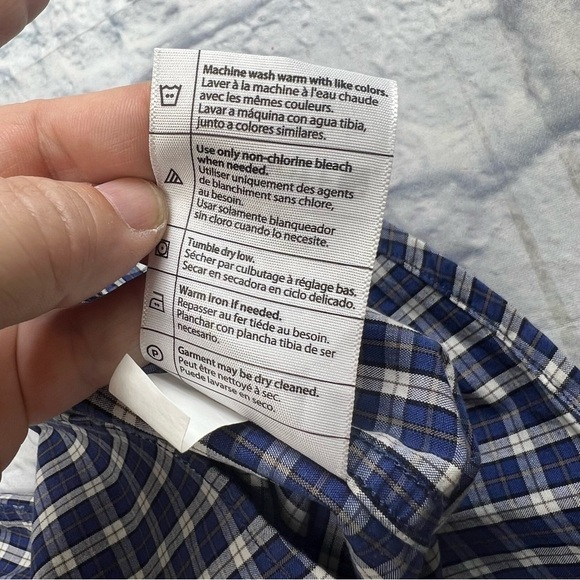 Machine wash warm with like colors.
Laver à la machine à l'eau chaude
avec les mêmes couleurs.
Lavar a máquina con agua tibia,
junto a colores similares.
Use only non-chlorine bleach
when needed.
Utiliser uniquement des agents
de blanchiment sans chlore,
au besoin.
Usar solamente blanqueador
sin cloro cuando lo necesite.
Tumble dry low.
Sécher par culbutage à réglage bas.
Secar en secadora en ciclo delicado.
Warm iron if needed.
Repasser au fer tiéde au besoin.
Planchar con plancha tibia de ser
necesario.
P
Garment may be dry cleaned.
Peut être nettoyé à sec.
Puede lavarse en seco.